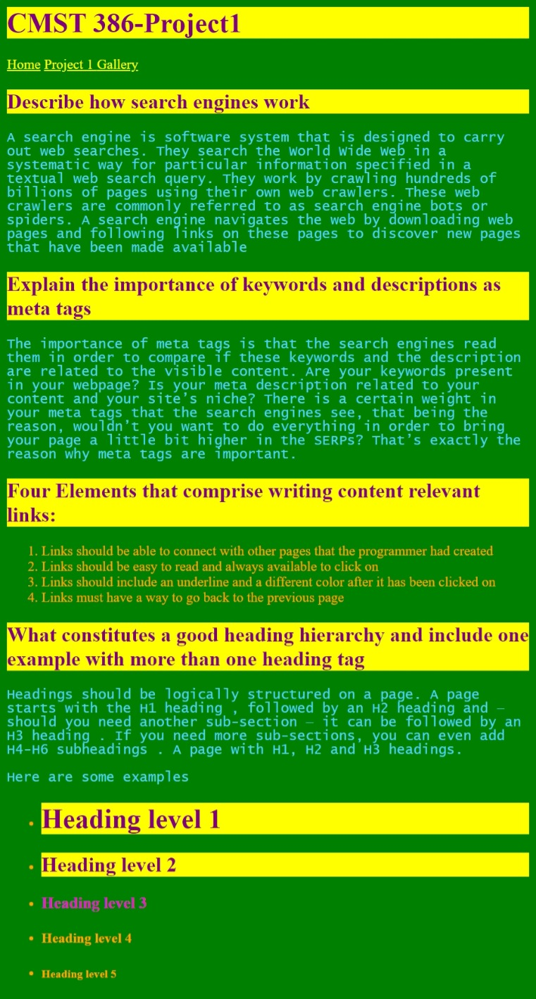 CMST 386-Project1
Home Project 1 Gallery
Describe how search engines work
A search engine is software system that is designed to carry
out web searches. They search the World Wide Web in a
systematic way for particular information specified in a
textual web search query. They work by crawling hundreds of
billions of pages using their own web crawlers. These web
crawlers are commonly referred to as search engine bots or
spiders. A search engine navigates the web by downloading web
pages and following links on these pages to discover new pages
that have been made available
Explain the importance of keywords and descriptions as
meta tags
The importance of meta tags is that the search engines read
them in order to compare if these keywords and the description
are related to the visible content. Are your keywords present
in your webpage? Is your meta description related to your
content and your site’s niche? There is a certain weight in
your meta tags that the search engines see, that being the
reason, wouldn’t you want to do everything in order to bring
your page a little bit higher in the SERPs? That’s exactly the
reason why meta tags are important.
Four Elements that comprise writing content relevant
links:
1. Links should be able to connect with other pages that the programmer had created
2. Links should be easy to read and always available to click on
3. Links should include an underline and a different color after it has been clicked on
4. Links must have a way to go back to the previous page
What constitutes a good heading hierarchy and include one
example with more than one heading tag
Headings should be logically structured on a page. A page
starts with the H1 heading , followed by an H2 heading and –
should you need another sub-section – it can be followed by an
H3 heading . If you need more sub-sections, you can even add
H4-H6 subheadings . A page with H1, H2 and H3 headings.
Here are some examples
• Heading level 1
• Heading level 2
• Heading level 3
• Heading level 4
• Heading level 5